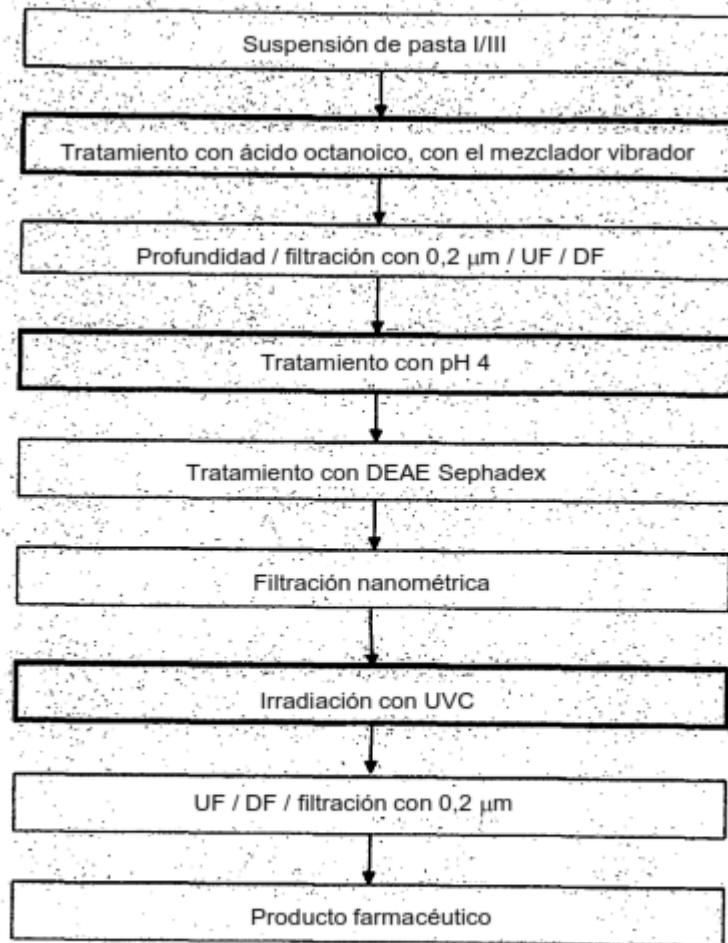 Suspensión de pasta I/III
Tratamiento con ácido octanoico, con el mezclador vibrador
Profundidad / filtración con 0,2 μm / UF / DF
Tratamiento con pH 4
Tratamiento con DEAE Sephadex
Filtración nanométrica
Irradiación con UVC
UF / DF / filtración con 0,2 μm
Producto farmacéutico